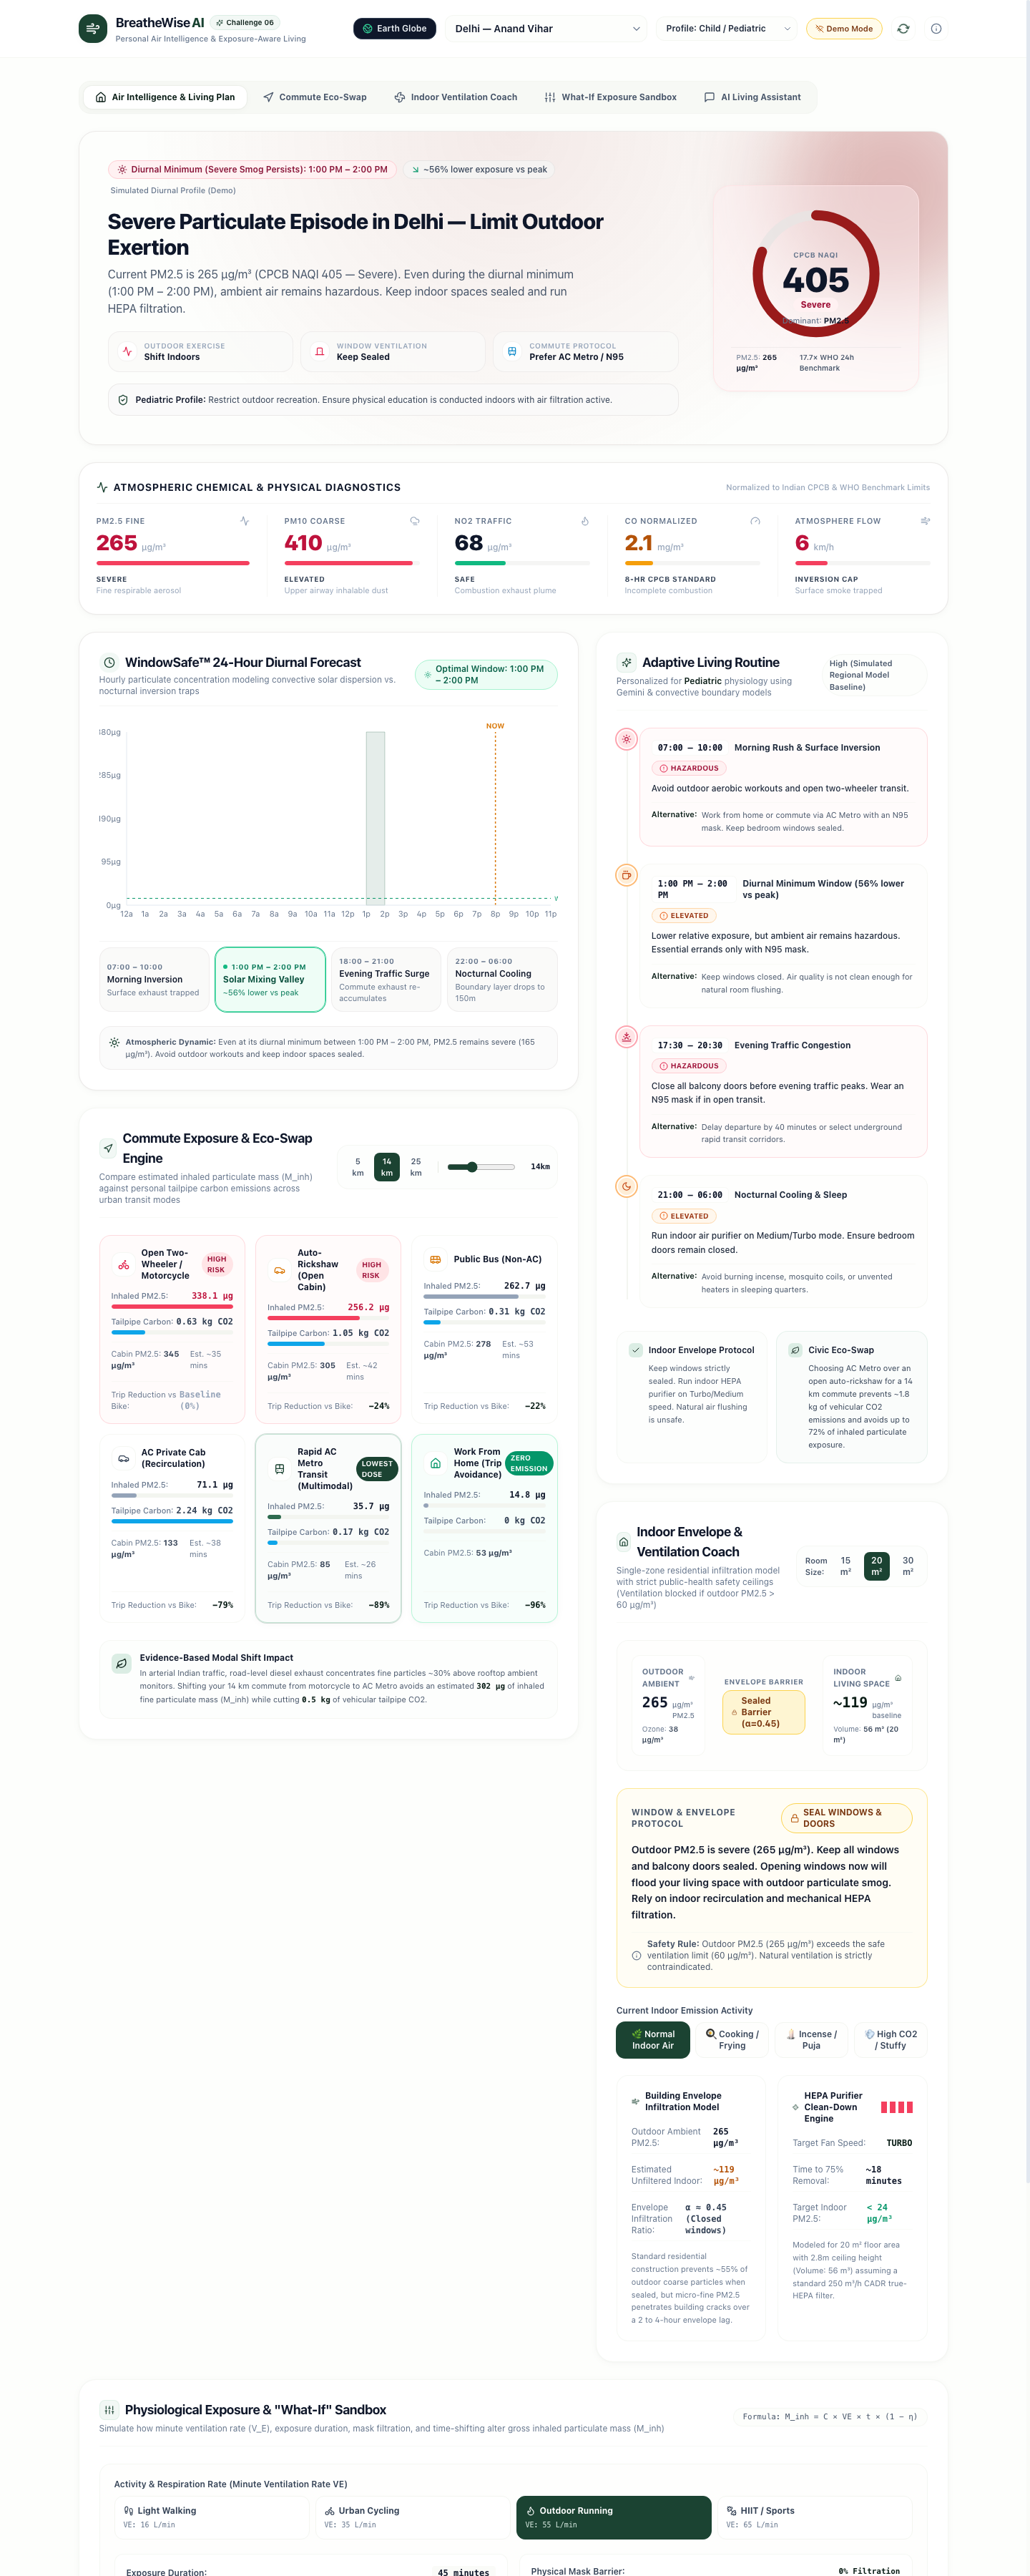 BreatheWise AI
Challenge 06
Personal Air Intelligence & Exposure-Aware Living
Earth Globe
Delhi — Anand Vihar
Profile: Child / Pediatric
Demo Mode
Air Intelligence & Living Plan
Commute Eco-Swap
Indoor Ventilation Coach
What-If Exposure Sandbox
AI Living Assistant
Diurnal Minimum (Severe Smog Persists): 1:00 PM – 2:00 PM
~56% lower exposure vs peak
Simulated Diurnal Profile (Demo)
Severe Particulate Episode in Delhi — Limit Outdoor
Exertion
Current PM2.5 is 265 µg/m³ (CPCB NAQI 405 — Severe). Even during the diurnal minimum
(1:00 PM – 2:00 PM), ambient air remains hazardous. Keep indoor spaces sealed and run
HEPA filtration.
OUTDOOR EXERCISE
Shift Indoors
WINDOW VENTILATION
Keep Sealed
COMMUTE PROTOCOL
Prefer AC Metro / N95
Pediatric Profile: Restrict outdoor recreation. Ensure physical education is conducted indoors with air filtration active.
CPCB NAQI
405
Severe
Dominant: PM2.5
PM2.5: 265
µg/m³
17.7× WHO 24h
Benchmark
ATMOSPHERIC CHEMICAL & PHYSICAL DIAGNOSTICS
Normalized to Indian CPCB & WHO Benchmark Limits
PM2.5 FINE
265 µg/m³
SEVERE
Fine respirable aerosol
PM10 COARSE
410 µg/m³
ELEVATED
Upper airway inhalable dust
NO2 TRAFFIC
68 µg/m³
SAFE
Combustion exhaust plume
CO NORMALIZED
2.1 mg/m³
8-HR CPCB STANDARD
Incomplete combustion
ATMOSPHERE FLOW
6 km/h
INVERSION CAP
Surface smoke trapped
WindowSafe™ 24-Hour Diurnal Forecast
Hourly particulate concentration modeling convective solar dispersion vs.
nocturnal inversion traps
Optimal Window: 1:00 PM
– 2:00 PM
NOW
380µg
285µg
190µg
95µg
0µg
12a 1a 2a 3a 4a 5a 6a 7a 8a 9a 10a 11a 12p 1p 2p 3p 4p 5p 6p 7p 8p 9p 10p 11p
07:00 – 10:00
Morning Inversion
Surface exhaust trapped
1:00 PM – 2:00 PM
Solar Mixing Valley
~56% lower vs peak
18:00 – 21:00
Evening Traffic Surge
Commute exhaust re-
accumulates
22:00 – 06:00
Nocturnal Cooling
Boundary layer drops to
150m
Atmospheric Dynamic: Even at its diurnal minimum between 1:00 PM – 2:00 PM, PM2.5 remains severe (165
µg/m³). Avoid outdoor workouts and keep indoor spaces sealed.
Adaptive Living Routine
Personalized for Pediatric physiology using
Gemini & convective boundary models
High (Simulated
Regional Model
Baseline)
07:00 – 10:00 Morning Rush & Surface Inversion
HAZARDOUS
Avoid outdoor aerobic workouts and open two-wheeler transit.
Alternative: Work from home or commute via AC Metro with an N95
mask. Keep bedroom windows sealed.
1:00 PM – 2:00
PM
Diurnal Minimum Window (56% lower
vs peak)
ELEVATED
Lower relative exposure, but ambient air remains hazardous.
Essential errands only with N95 mask.
Alternative: Keep windows closed. Air quality is not clean enough for
natural room flushing.
17:30 – 20:30 Evening Traffic Congestion
HAZARDOUS
Close all balcony doors before evening traffic peaks. Wear an
N95 mask if in open transit.
Alternative: Delay departure by 40 minutes or select underground
rapid transit corridors.
21:00 – 06:00 Nocturnal Cooling & Sleep
ELEVATED
Run indoor air purifier on Medium/Turbo mode. Ensure bedroom
doors remain closed.
Alternative: Avoid burning incense, mosquito coils, or unvented
heaters in sleeping quarters.
Indoor Envelope Protocol
Keep windows strictly
sealed. Run indoor HEPA
purifier on Turbo/Medium
speed. Natural air flushing
is unsafe.
Civic Eco-Swap
Choosing AC Metro over an
open auto-rickshaw for a 14
km commute prevents ~1.8
kg of vehicular CO2
emissions and avoids up to
72% of inhaled particulate
exposure.
Commute Exposure & Eco-Swap
Engine
Compare estimated inhaled particulate mass (M_inh)
against personal tailpipe carbon emissions across
urban transit modes
5
km
14
km
25
km
14km
Open Two-
Wheeler /
Motorcycle
HIGH
RISK
Inhaled PM2.5: 338.1 µg
Tailpipe Carbon: 0.63 kg CO2
Cabin PM2.5: 345
µg/m³
Est. ~35
mins
Trip Reduction vs
Bike:
Baseline
(0%)
Auto-
Rickshaw
(Open
Cabin)
HIGH
RISK
Inhaled PM2.5: 256.2 µg
Tailpipe Carbon: 1.05 kg CO2
Cabin PM2.5: 305
µg/m³
Est. ~42
mins
Trip Reduction vs Bike: −24%
Public Bus (Non-AC)
Inhaled PM2.5: 262.7 µg
Tailpipe Carbon: 0.31 kg CO2
Cabin PM2.5: 278
µg/m³
Est. ~53
mins
Trip Reduction vs Bike: −22%
AC Private Cab
(Recirculation)
Inhaled PM2.5: 71.1 µg
Tailpipe Carbon: 2.24 kg CO2
Cabin PM2.5: 133
µg/m³
Est. ~38
mins
Trip Reduction vs Bike: −79%
Rapid AC
Metro
Transit
(Multimodal)
LOWEST
DOSE
Inhaled PM2.5: 35.7 µg
Tailpipe Carbon: 0.17 kg CO2
Cabin PM2.5: 85
µg/m³
Est. ~26
mins
Trip Reduction vs Bike: −89%
Work From
Home (Trip
Avoidance)
ZERO
EMISSION
Inhaled PM2.5: 14.8 µg
Tailpipe Carbon: 0 kg CO2
Cabin PM2.5: 53 µg/m³
Trip Reduction vs Bike: −96%
Evidence-Based Modal Shift Impact
In arterial Indian traffic, road-level diesel exhaust concentrates fine particles ~30% above rooftop ambient
monitors. Shifting your 14 km commute from motorcycle to AC Metro avoids an estimated 302 µg of inhaled
fine particulate mass (M_inh) while cutting 0.5 kg of vehicular tailpipe CO2.
Indoor Envelope &
Ventilation Coach
Single-zone residential infiltration model
with strict public-health safety ceilings
(Ventilation blocked if outdoor PM2.5 >
60 µg/m³)
Room
Size:
15
m²
20
m²
30
m²
OUTDOOR
AMBIENT
265 µg/m³
PM2.5
Ozone: 38
µg/m³
ENVELOPE BARRIER
Sealed
Barrier
(α=0.45)
INDOOR
LIVING SPACE
~119 µg/m³
baseline
Volume: 56 m³ (20
m²)
WINDOW & ENVELOPE
PROTOCOL
SEAL WINDOWS &
DOORS
Outdoor PM2.5 is severe (265 µg/m³). Keep all windows
and balcony doors sealed. Opening windows now will
flood your living space with outdoor particulate smog.
Rely on indoor recirculation and mechanical HEPA
filtration.
Safety Rule: Outdoor PM2.5 (265 µg/m³) exceeds the safe
ventilation limit (60 µg/m³). Natural ventilation is strictly
contraindicated.
Current Indoor Emission Activity
Normal
Indoor Air
Cooking /
Frying
Incense /
Puja
High CO2
/ Stuffy
Building Envelope
Infiltration Model
Outdoor Ambient
PM2.5:
265
µg/m³
Estimated
Unfiltered Indoor:
~119
µg/m³
Envelope
Infiltration
Ratio:
α ≈ 0.45
(Closed
windows)
Standard residential
construction prevents ~55% of
outdoor coarse particles when
sealed, but micro-fine PM2.5
penetrates building cracks over
a 2 to 4-hour envelope lag.
HEPA Purifier
Clean-Down
Engine
Target Fan Speed: TURBO
Time to 75%
Removal:
~18
minutes
Target Indoor
PM2.5:
< 24
µg/m³
Modeled for 20 m² floor area
with 2.8m ceiling height
(Volume: 56 m³) assuming a
standard 250 m³/h CADR true-
HEPA filter.
Physiological Exposure & "What-If" Sandbox
Simulate how minute ventilation rate (V_E), exposure duration, mask filtration, and time-shifting alter gross inhaled particulate mass (M_inh)
Formula: M_inh = C × VE × t × (1 − η)
Activity & Respiration Rate (Minute Ventilation Rate VE)
Light Walking
VE: 16 L/min
Urban Cycling
VE: 35 L/min
Outdoor Running
VE: 55 L/min
HIIT / Sports
VE: 65 L/min
Exposure Duration: 45 minutes
Physical Mask Barrier: 0% Filtration